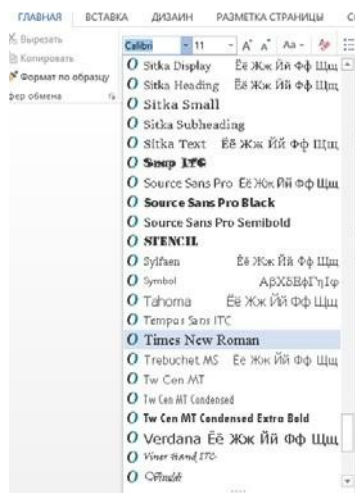 ГЛАВНАЯ ВСТАВКА ДИЗАЙН РАЗМЕТКА СТРАНИЦЫ
Вырезать
Копировать
Формат по образцу
фер обмена
Calibri 11 Aa
Sitka Display Ёё Жж Йй Фф Щщ
Sitka Heading Ёё Жж Йй Фф Щщ
Sitka Small
Sitka Subheading
Sitka Text Ёё Жж Йй Фф Щщ
Snap ITC
Source Sans Pro Ёё Жж Йй Фф Щщ
Source Sans Pro Black
Source Sans Pro Semibold
STENCIL
Sylfaen Ёё Жж Йй Фф Щщ
Symbol ΑβΧδΕϕΓηΙφ
Tahoma Ёё Жж Йй Фф Щщ
Tempus Sans ITC
Times New Roman
Trebuchet MS Ёё Жж Йй Фф Щщ
Tw Cen MT
Tw Cen MT Condensed
Tw Cen MT Condensed Extra Bold
Verdana Ёё Жж Йй Фф Щщ
Viner Hand ITC
Vivaldi